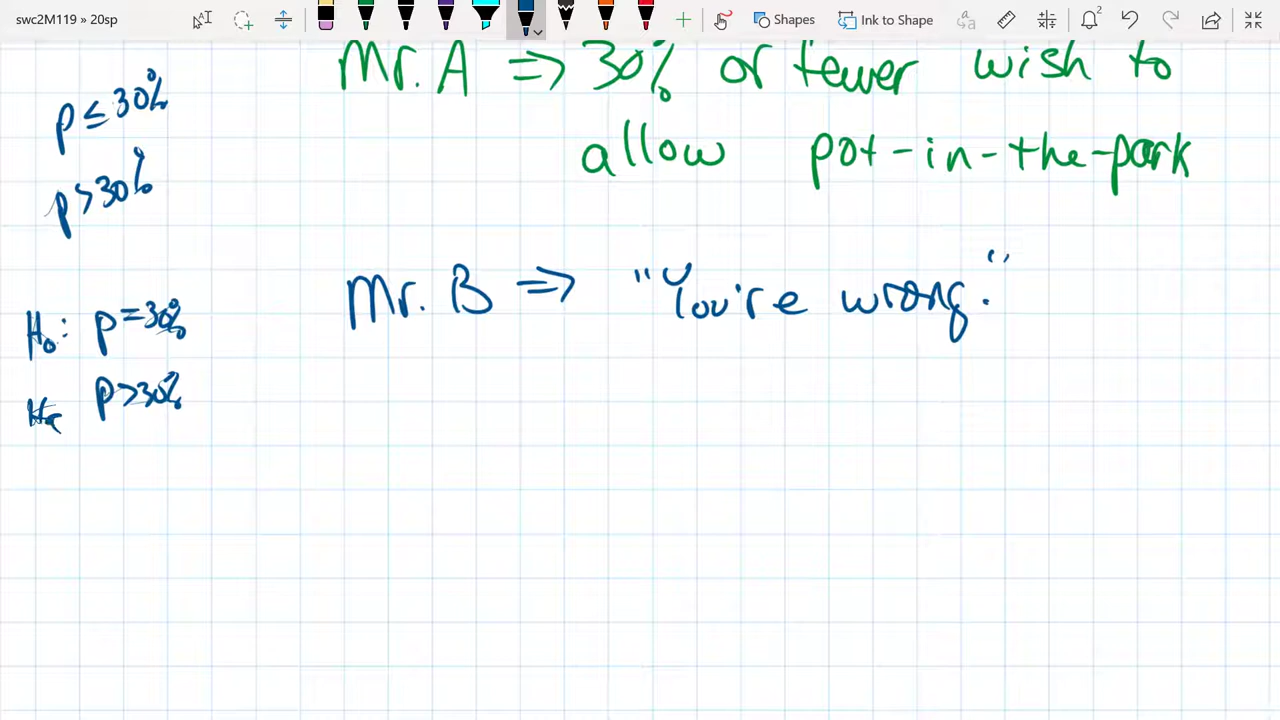 swc2M119 » 20sp
Shapes
Ink to Shape
2
Mr. A => 30% or fewer wish to
allow pot-in-the-park
p ≤ 30%
p > 30%
Mr. B => "You're wrong."
H₀: p = 30%
Hₐ p > 30%